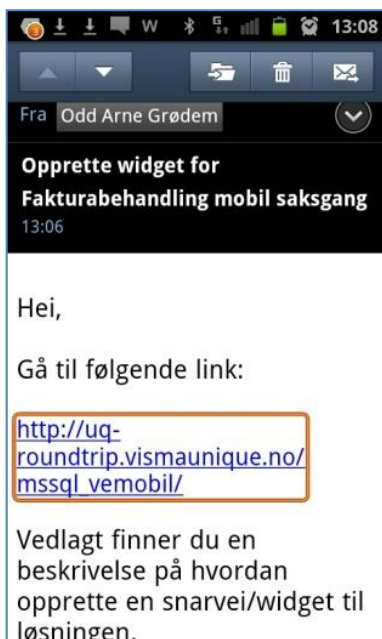 3 W 13:08
Fra Odd Arne Grødem
Opprette widget for
Fakturabehandling mobil saksgang
13:06
Hei,
Gå til følgende link:
http://uq-
roundtrip.vismaunique.no/
mssql_vemobil/
Vedlagt finner du en
beskrivelse på hvordan
opprette en snarvei/widget til
løsningen.